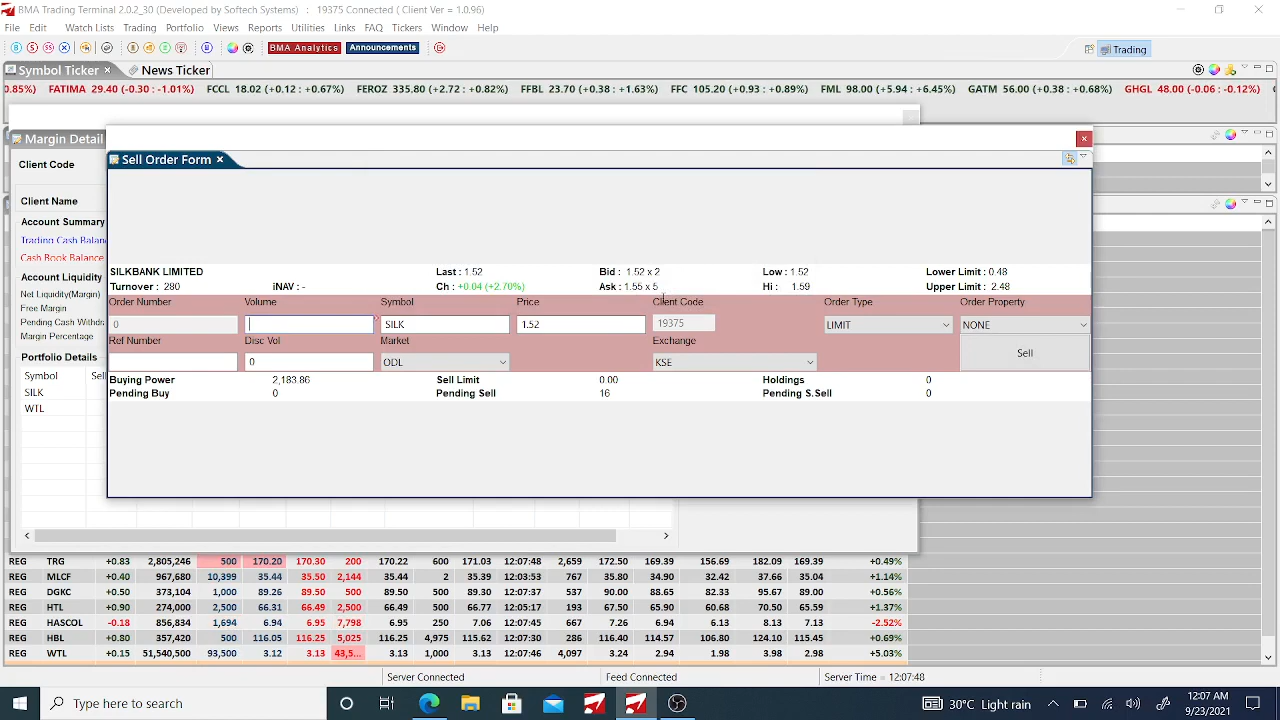 BMA Trading Terminal 2.0.2_30 (Developed by Softech Systems) : 19375 Connected ( Client Ver = 1.0.96)
File Edit Watch Lists Trading Portfolio Views Reports Utilities Links FAQ Tickers Window Help
BMA Analytics Announcements Trading
Symbol Ticker News Ticker
0.85%) FATIMA 29.40 (-0.30 : -1.01%) FCCL 18.02 (+0.12 : +0.67%) FEROZ 335.80 (+2.72 : +0.82%) FFBL 23.70 (+0.38 : +1.63%) FFC 105.20 (+0.93 : +0.89%) FML 98.00 (+5.94 : +6.45%) GATM 56.00 (+0.38 : +0.68%) GHGL 48.00 (-0.06 : -0.12%)
Margin Detail
Sell Order Form
Client Code
Client Name
Account Summary
Trading Cash Balanc
Cash Book Balance
Account Liquidity
Net Liquidity(Margin)
Free Margin
Pending Cash Withdra
Margin Percentage
Portfolio Details
Symbol Sell
SILK
WTL
SILKBANK LIMITED Last : 1.52 Bid : 1.52 x 2 Low : 1.52 Lower Limit : 0.48
Turnover : 280 iNAV : - Ch : +0.04 (+2.70%) Ask : 1.55 x 5 Hi : 1.59 Upper Limit : 2.48
Order Number Volume Symbol Price Client Code Order Type Order Property
0 SILK 1.52 19375 LIMIT NONE
Ref Number Disc Vol Market Exchange Sell
0 ODL KSE
Buying Power 2,183.86 Sell Limit 0.00 Holdings 0
Pending Buy 0 Pending Sell 16 Pending S.Sell 0
REG TRG +0.83 2,805,246 500 170.20 170.30 200 170.22 600 171.03 2,659 172.50 169.39 156.69 182.09 169.39 +0.49%
REG MLCF +0.40 967,680 10,399 35.44 35.50 2,144 35.44 2 35.39 767 35.80 34.90 32.42 37.66 35.04 +1.14%
REG DGKC +0.50 373,104 1,000 89.26 89.50 500 89.50 500 89.30 537 90.00 88.65 82.33 95.67 89.00 +0.56%
REG HTL +0.90 274,000 2,500 66.31 66.49 2,500 66.49 500 66.77 193 67.50 65.90 60.68 70.50 65.59 +1.37%
REG HASCOL -0.18 856,834 1,694 6.94 6.95 7,798 6.95 250 7.06 667 7.26 6.94 6.13 8.13 7.13 -2.52%
REG HBL +0.80 357,420 500 116.05 116.25 5,025 116.25 4,975 115.62 286 116.40 114.57 106.80 124.10 115.45 +0.69%
REG WTL +0.15 51,540,500 93,500 3.12 3.13 43,5... 3.13 1,000 3.13 4,097 3.24 2.94 1.98 3.98 2.98 +5.03%
12:07:48
12:03:53
12:07:37
12:05:17
12:07:45
12:07:30
12:07:46
Server Connected Feed Connected Server Time = 12:07:48
Type here to search 30°C Light rain 12:07 AM
9/23/2021